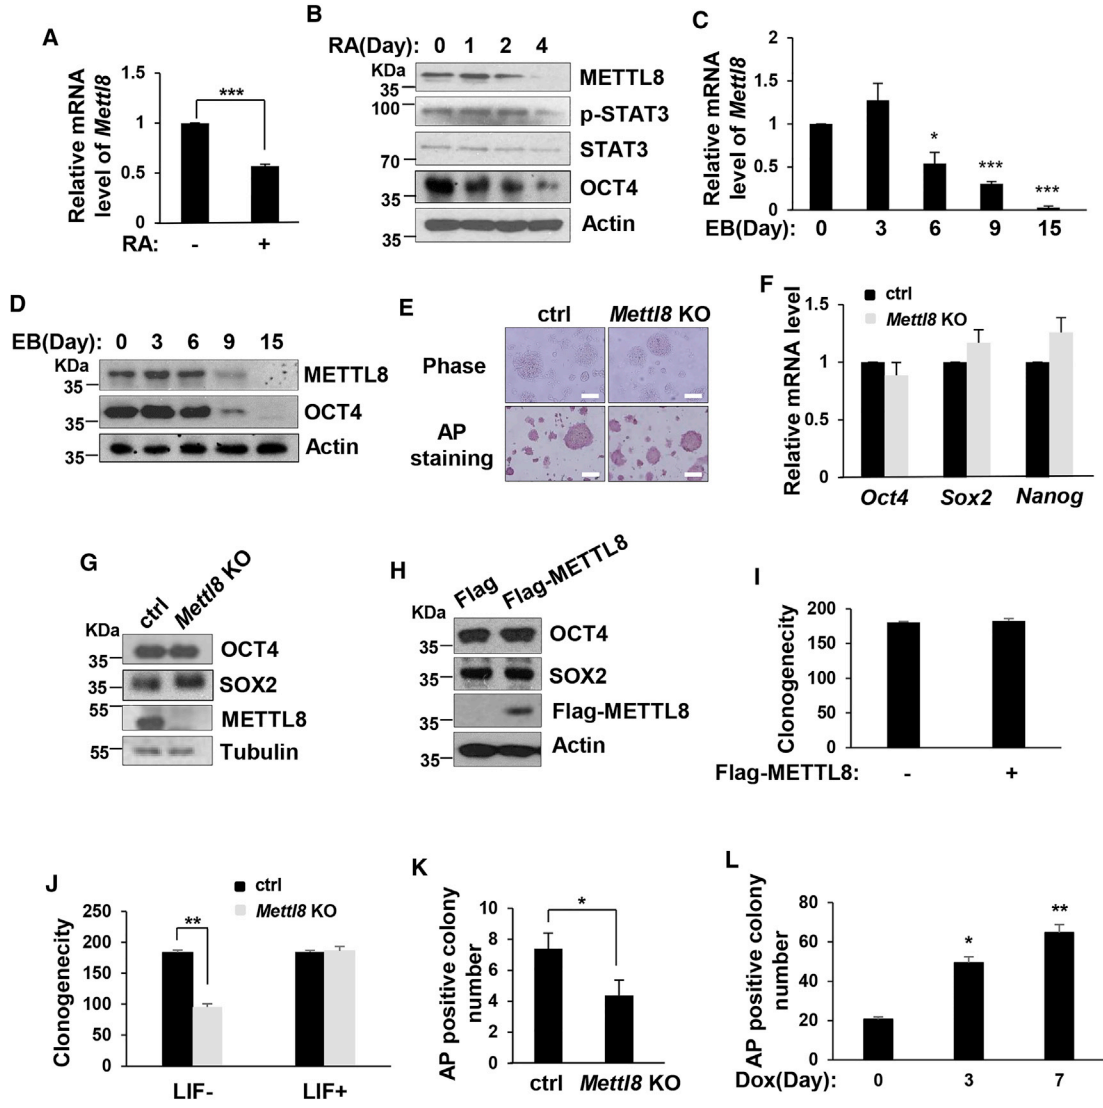 A
Relative mRNA
level of Mettl8
1.5
1
0.5
0
***
RA: - +
B
RA(Day): 0 1 2 4
KDa
35
METTL8
100
p-STAT3
70
STAT3
35
OCT4
35
Actin
C
Relative mRNA
level of Mettl8
2
1.5
1
0.5
0
*
***
***
EB(Day): 0 3 6 9 15
D
EB(Day): 0 3 6 9 15
KDa
35
METTL8
35
OCT4
35
Actin
E
ctrl Mettl8 KO
Phase
AP
staining
F
ctrl
Mettl8 KO
Relative mRNA level
1.5
1
0.5
0
Oct4 Sox2 Nanog
G
ctrl Mettl8 KO
KDa
35
OCT4
35
SOX2
55
METTL8
55
Tubulin
H
Flag Flag-METTL8
KDa
35
OCT4
35
SOX2
35
Flag-METTL8
35
Actin
I
Clonogenecity
200
150
100
50
0
Flag-METTL8: - +
J
ctrl
Mettl8 KO
Clonogenecity
250
200
150
100
50
0
**
LIF- LIF+
K
AP positive colony
number
10
8
6
4
2
0
*
ctrl Mettl8 KO
L
AP positive colony
number
80
60
40
20
0
*
**
Dox(Day): 0 3 7